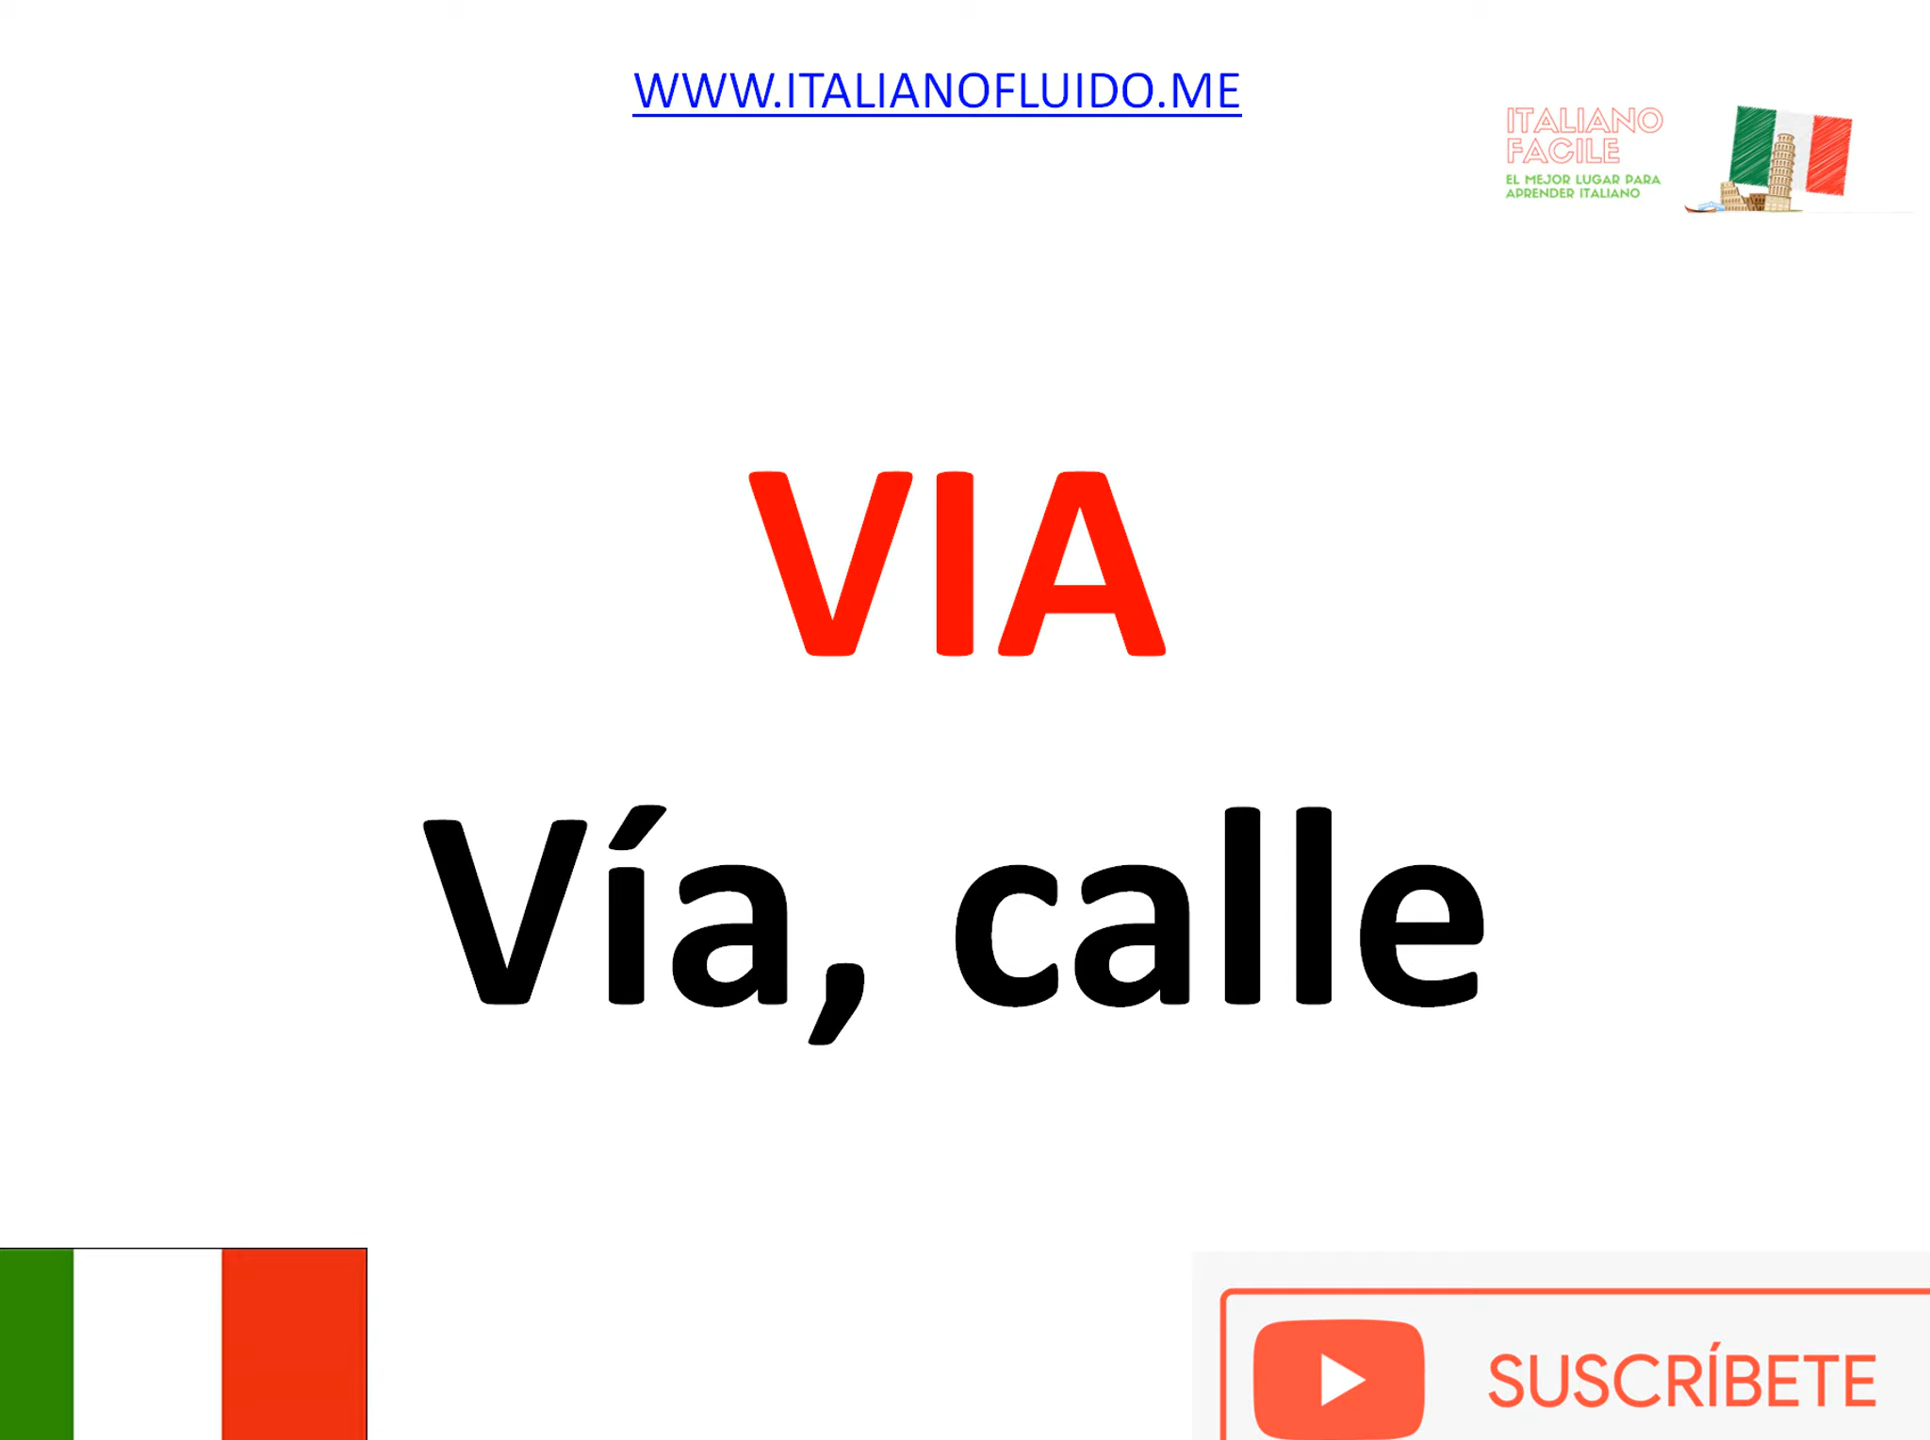 WWW.ITALIANOFLUIDO.ME
ITALIANO
FACILE
EL MEJOR LUGAR PARA
APRENDER ITALIANO
VIA
Vía, calle
SUSCRÍBETE